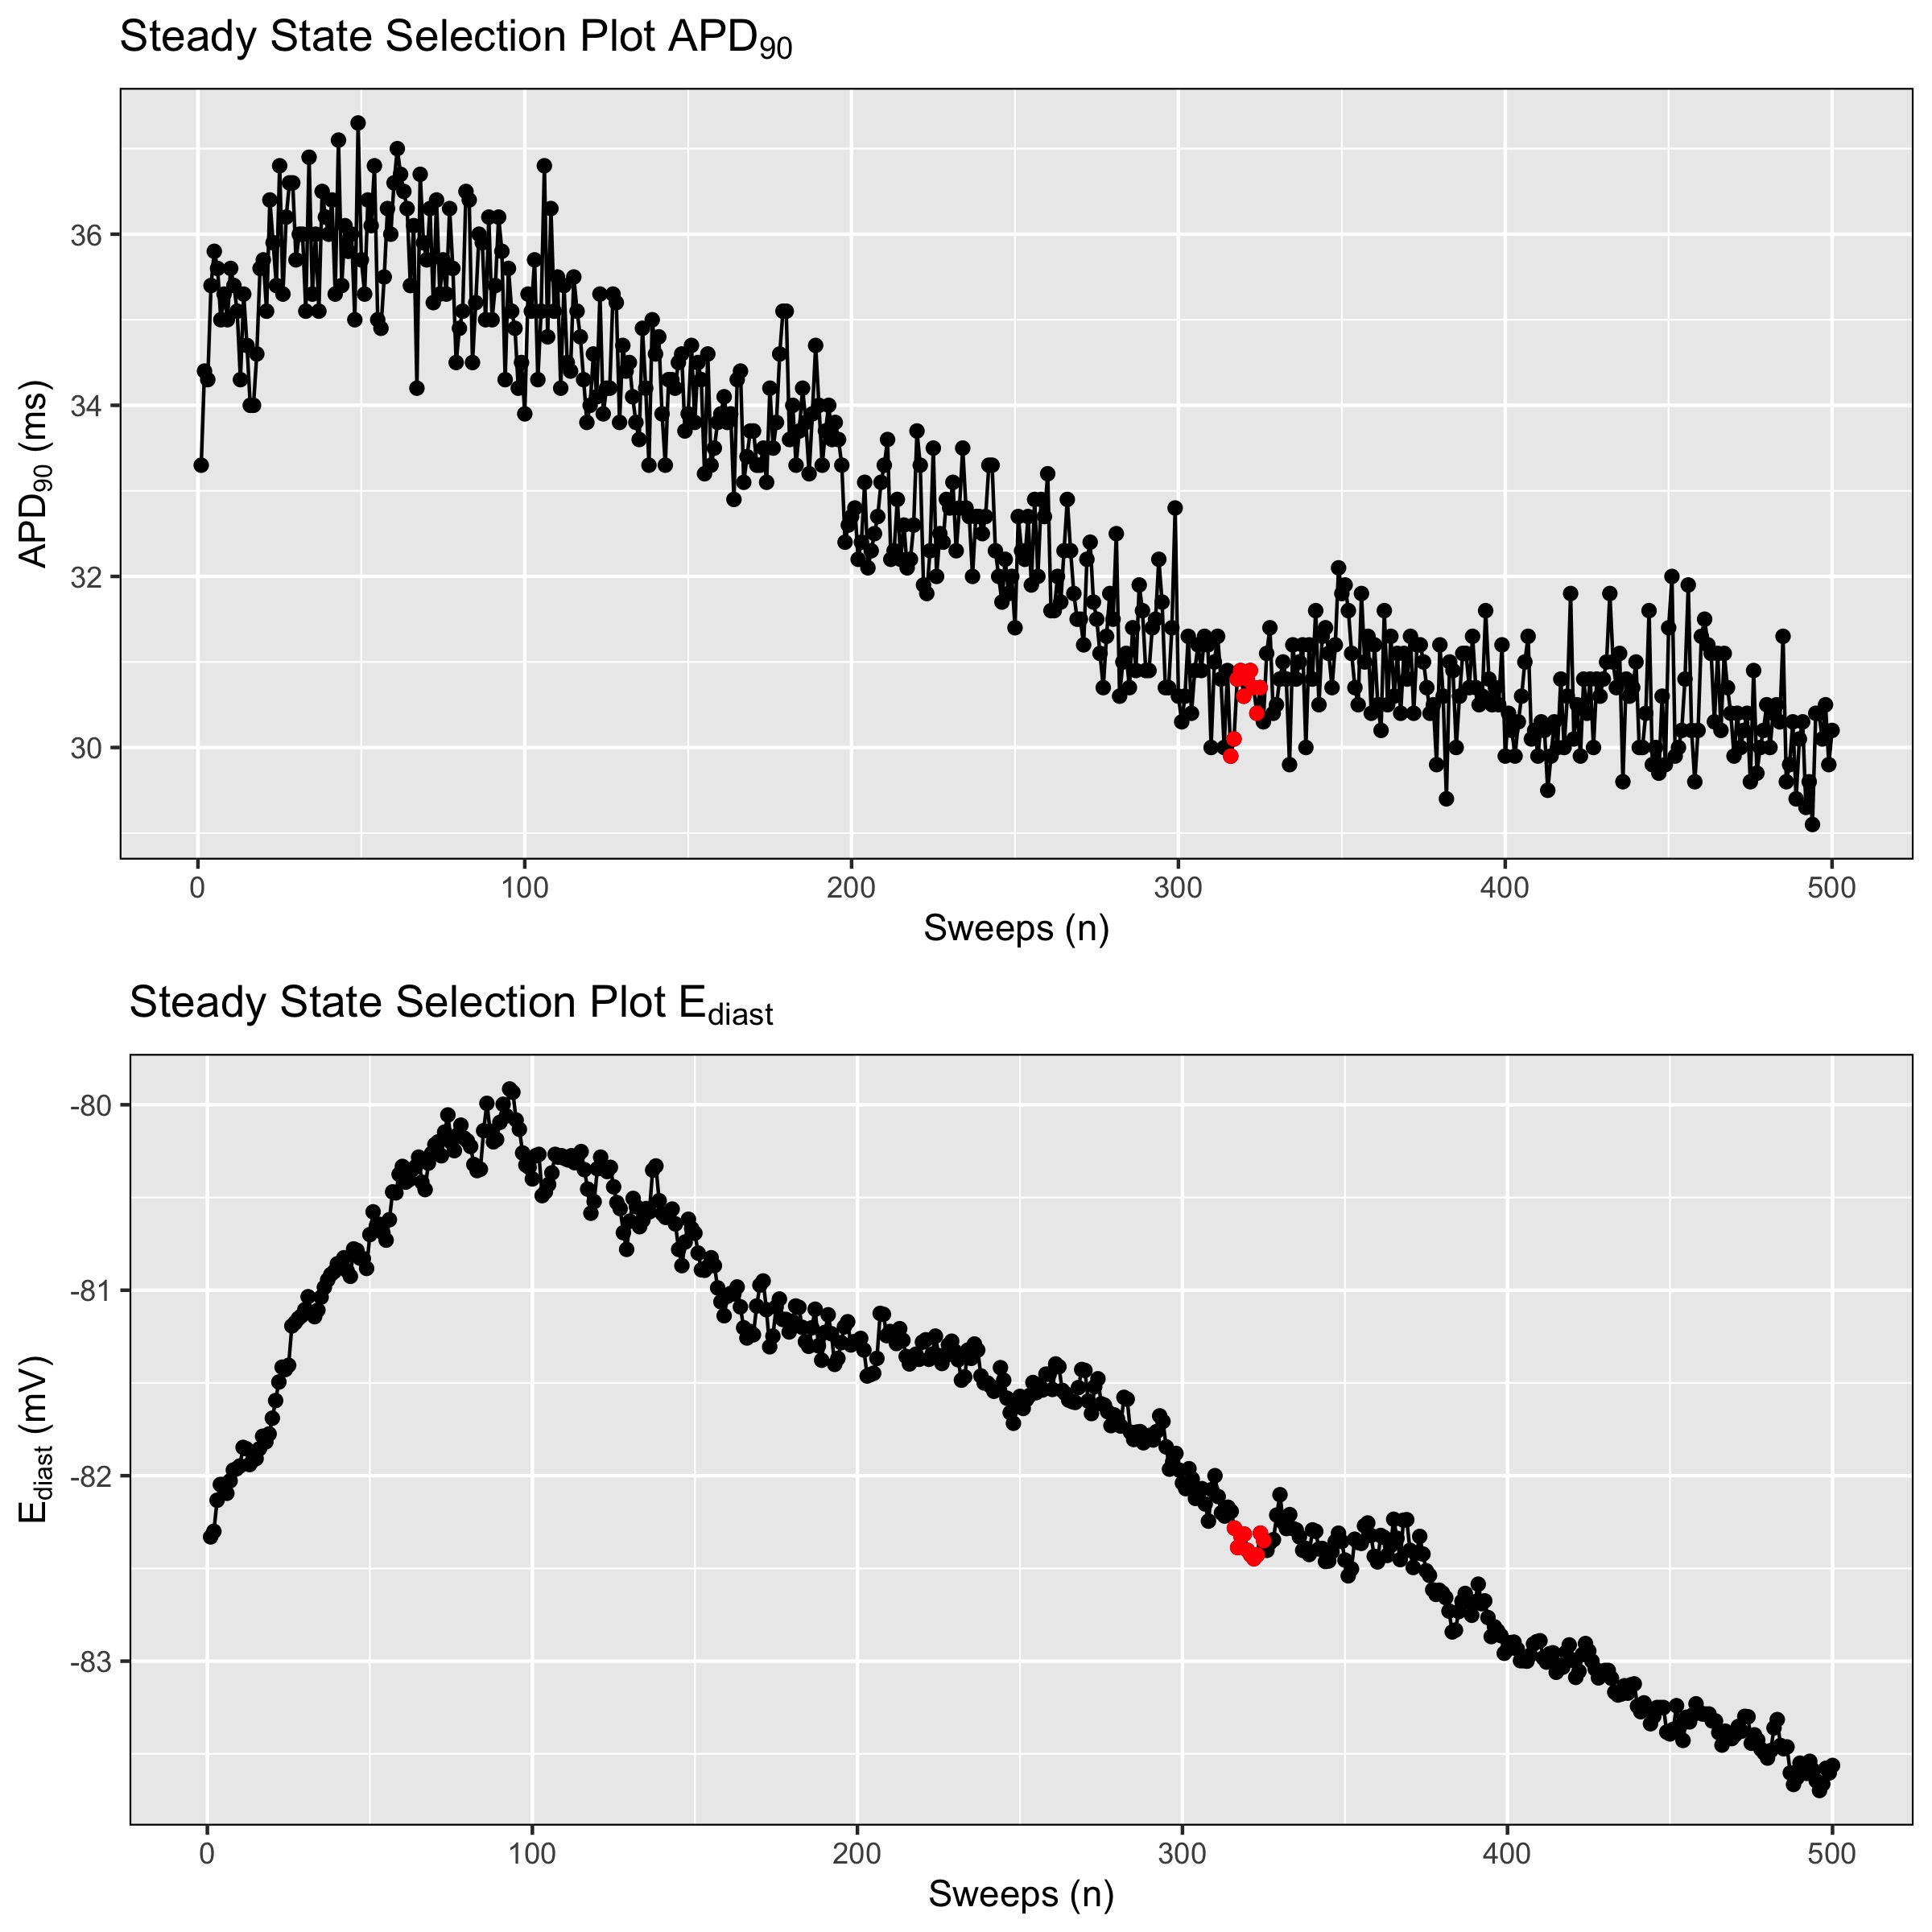 Steady State Selection Plot APD90
APD90 (ms)
36
34
32
30
0 100 200 300 400 500
Sweeps (n)
Steady State Selection Plot Ediast
Ediast (mV)
-80
-81
-82
-83
0 100 200 300 400 500
Sweeps (n)